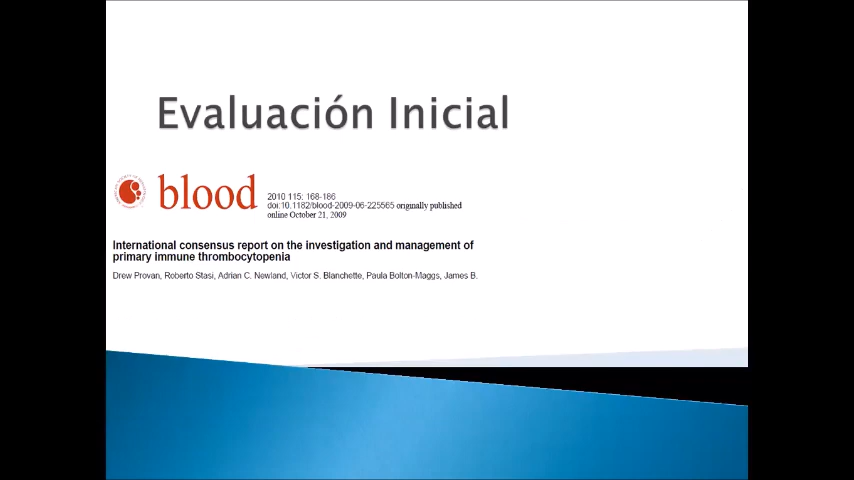 Evaluación Inicial
blood
2010 115: 168-186
doi:10.1182/blood-2009-06-225565 originally published
online October 21, 2009
International consensus report on the investigation and management of
primary immune thrombocytopenia
Drew Provan, Roberto Stasi, Adrian C. Newland, Victor S. Blanchette, Paula Bolton-Maggs, James B.